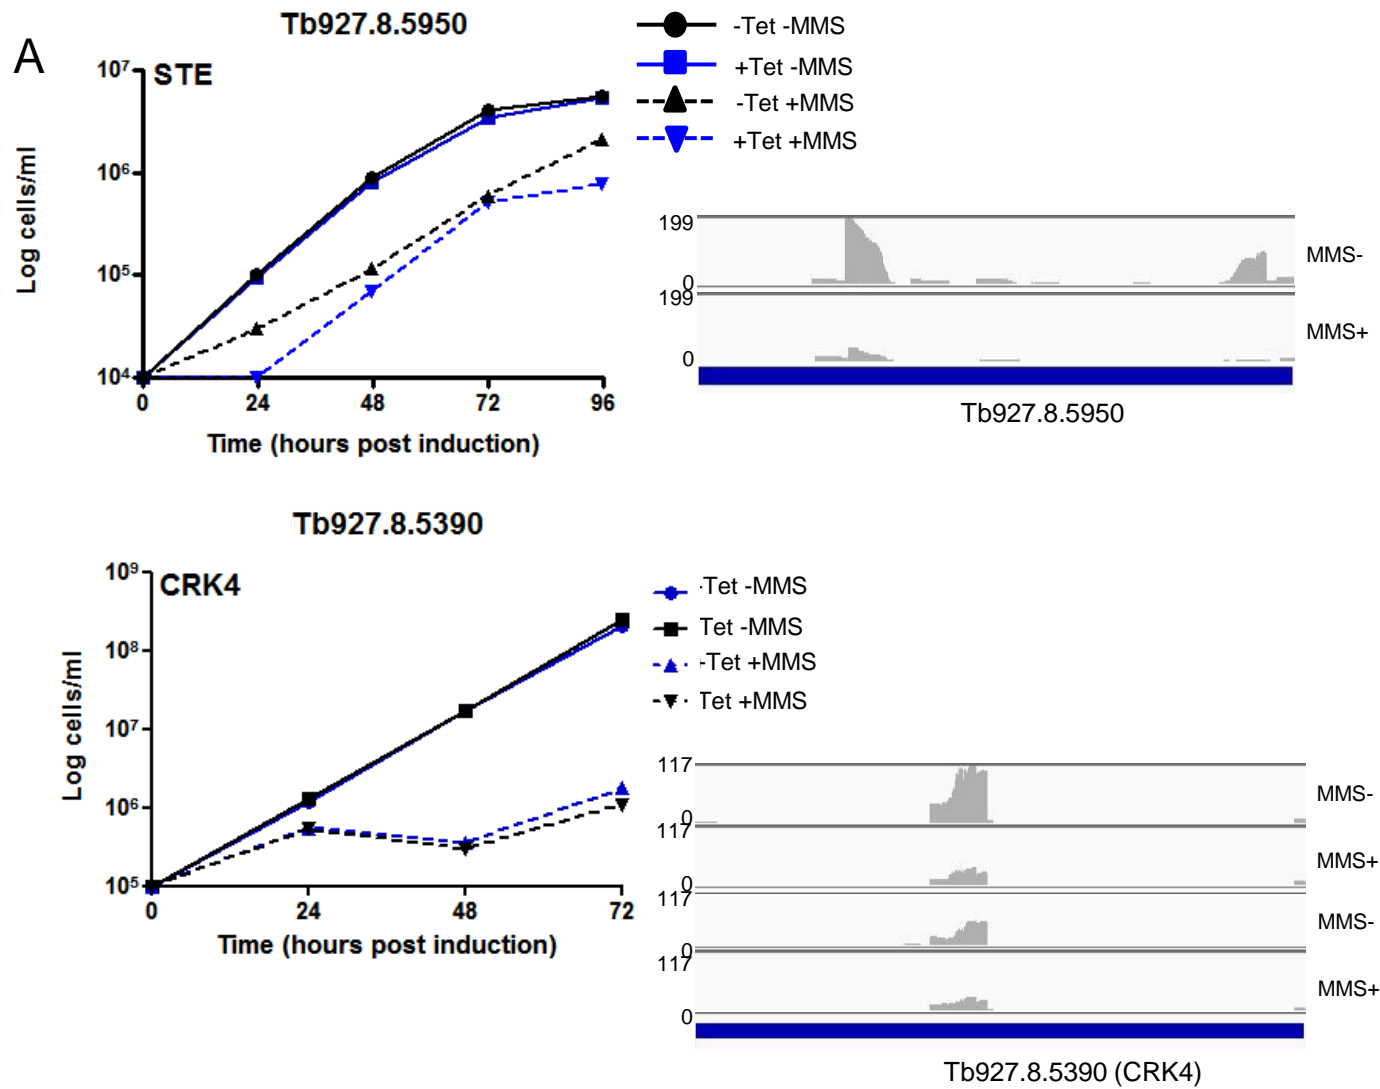 A
Tb927.8.5950
STE
10⁷
10⁶
10⁵
10⁴
0 24 48 72 96
Log cells/ml
Time (hours post induction)
-Tet -MMS
+Tet -MMS
-Tet +MMS
+Tet +MMS
199
0
MMS-
199
0
MMS+
Tb927.8.5950
Tb927.8.5390
CRK4
10⁹
10⁸
10⁷
10⁶
10⁵
0 24 48 72
Log cells/ml
Time (hours post induction)
-Tet -MMS
Tet -MMS
-Tet +MMS
Tet +MMS
117
0
MMS-
117
0
MMS+
117
0
MMS-
117
0
MMS+
Tb927.8.5390 (CRK4)